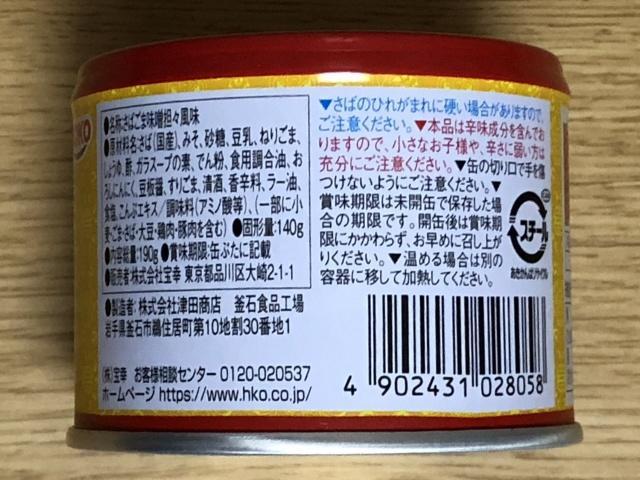 HKO
●名称:さばごま味噌担々風味
●原材料名:さば(国産)、みそ、砂糖、豆乳、ねりごま、
しょうゆ、酢、ガラスープの素、でん粉、食用調合油、お
ろしにんにく、豆板醤、すりごま、清酒、香辛料、ラー油、
食塩、こんぶエキス/調味料(アミノ酸等)、(一部に小
麦・ごま・さば・大豆・鶏肉・豚肉を含む) ●固形量:140g
●内容総量:190g ●賞味期限:缶ぶたに記載
●販売者:株式会社宝幸 東京都品川区大崎2-1-1
●製造者:株式会社津田商店 釜石食品工場
岩手県釜石市鵜住居町第10地割30番地1
(株)宝幸 お客様相談センター 0120-020537
ホームページ https://www.hko.co.jp/
▼さばのひれがまれに硬い場合がありますので、
ご注意ください。▼本品は辛味成分を含んでお
りますので、小さなお子様や、辛さに弱い方は
充分にご注意ください。▼缶の切り口で手を傷
つけないようにご注意ください。▼
賞味期限は未開缶で保存した場
合の期限です。開缶後は賞味期
限にかかわらず、お早めに召し上が
りください。▼温める場合は別の
容器に移して加熱してください。
スチール
あきかんはリサイクル
4 902431 028058